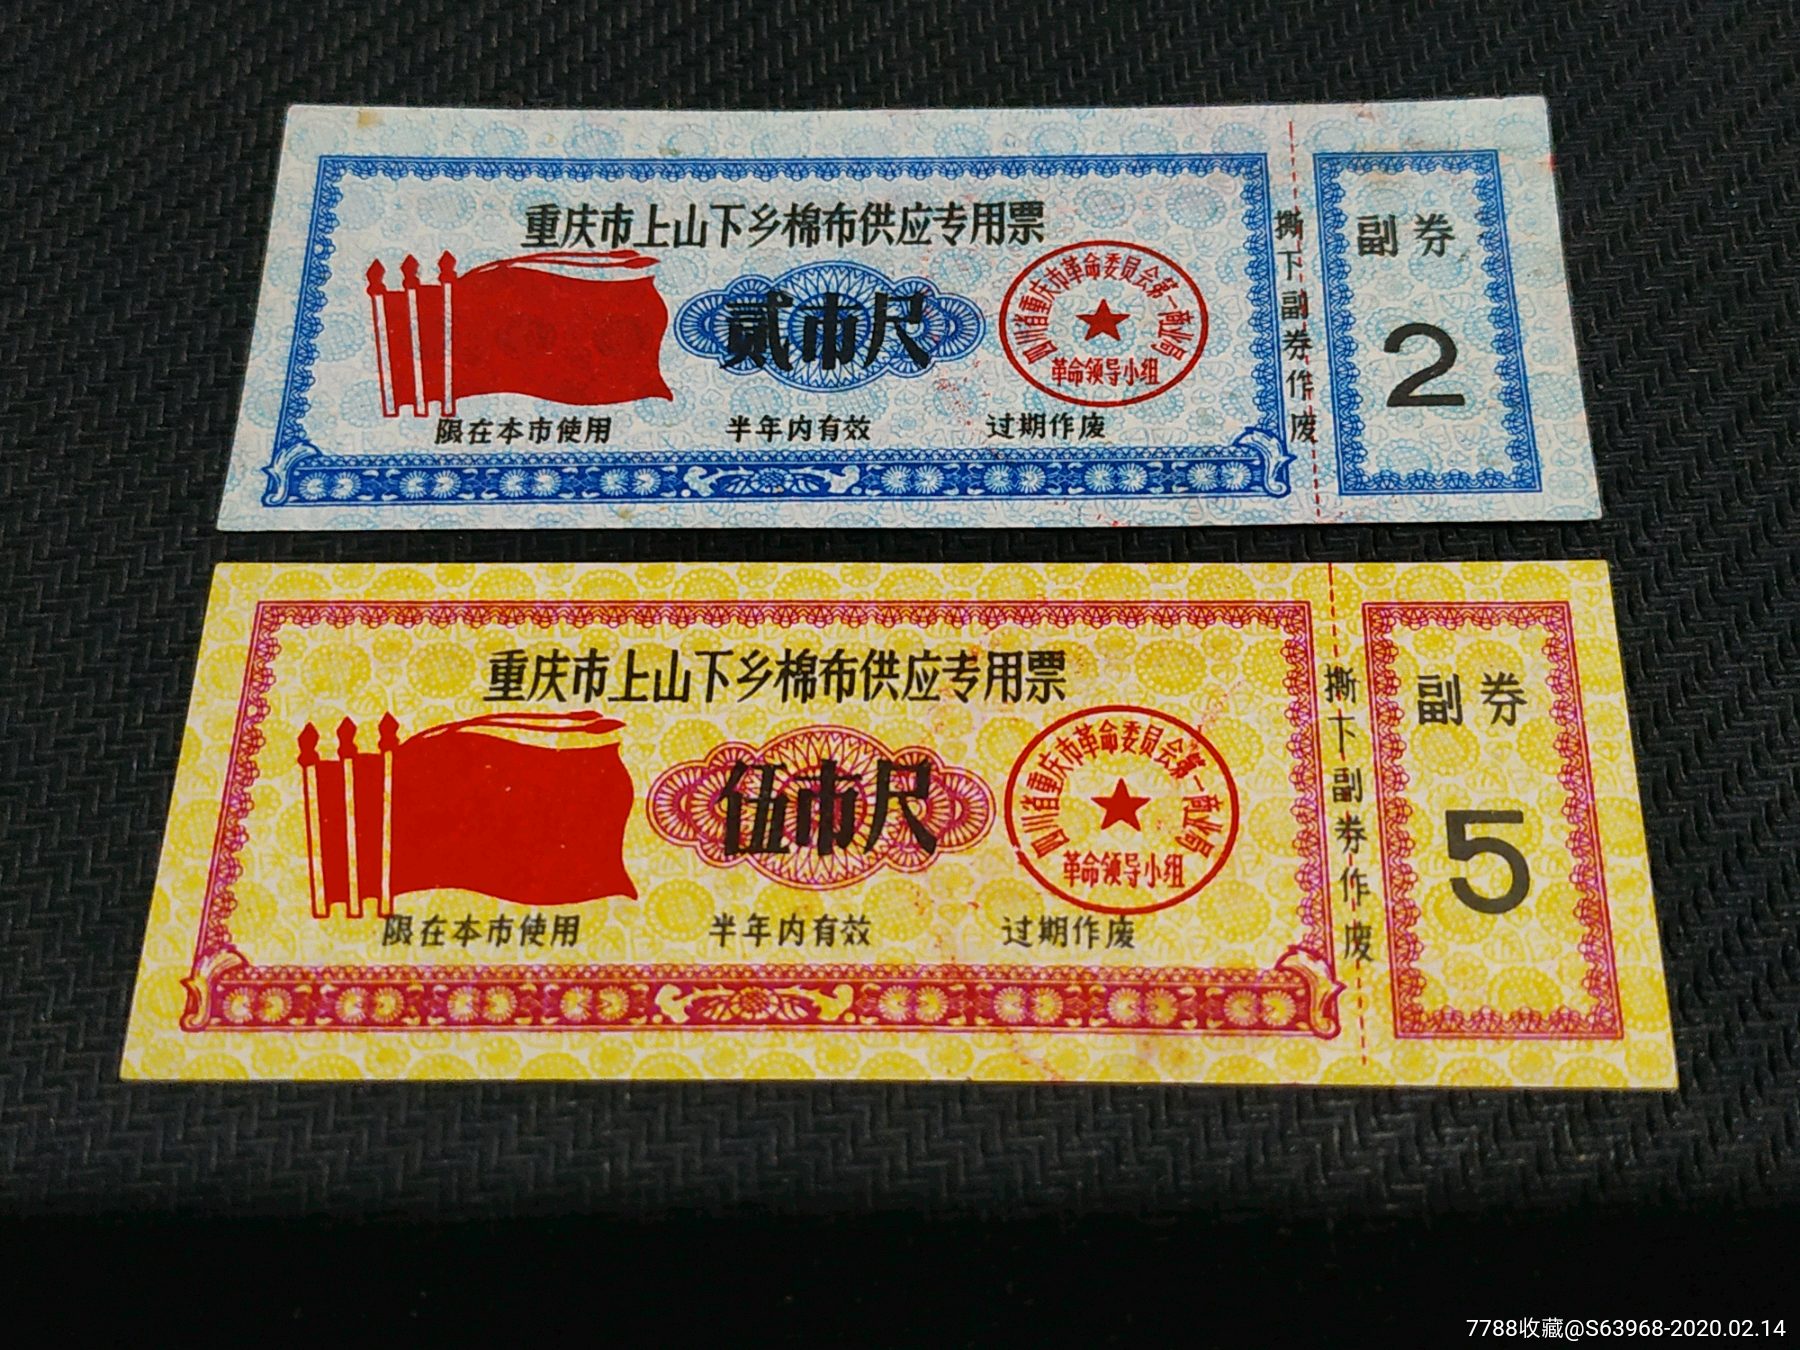 重庆市上山下乡棉布供应专用票
贰市尺
四川省重庆市革命委员会第一商业局
革命领导小组
限在本市使用 半年内有效 过期作废
撕下副券作废
副券
2
重庆市上山下乡棉布供应专用票
伍市尺
四川省重庆市革命委员会第一商业局
革命领导小组
限在本市使用 半年内有效 过期作废
撕下副券作废
副券
5
7788收藏@S63968-2020.02.14